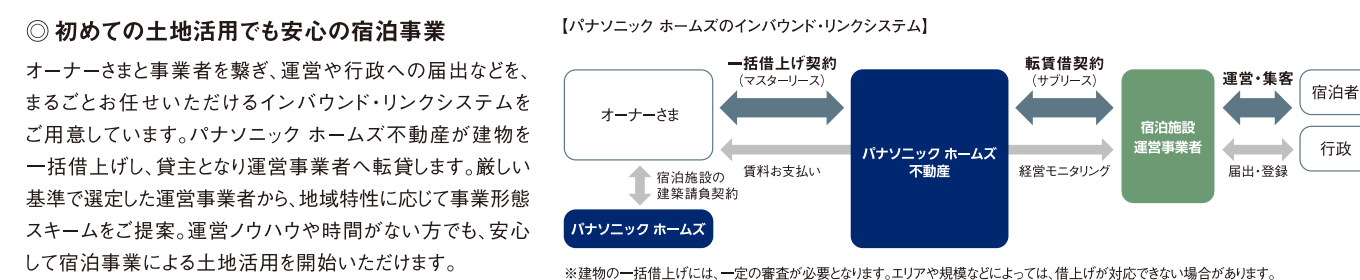 ◎ 初めての土地活用でも安心の宿泊事業
オーナーさまと事業者を繋ぎ、運営や行政への届出などを、
まるごとお任せいただけるインバウンド・リンクシステムを
ご用意しています。パナソニック ホームズ不動産が建物を
一括借上げし、貸主となり運営事業者へ転貸します。厳しい
基準で選定した運営事業者から、地域特性に応じて事業形態
スキームをご提案。運営ノウハウや時間がない方でも、安心
して宿泊事業による土地活用を開始いただけます。
【パナソニック ホームズのインバウンド・リンクシステム】
オーナーさま
一括借上げ契約
(マスターリース)
賃料お支払い
宿泊施設の
建築請負契約
パナソニック ホームズ
パナソニック ホームズ
不動産
転賃借契約
(サブリース)
経営モニタリング
宿泊施設
運営事業者
運営・集客
届出・登録
宿泊者
行政
※建物の一括借上げには、一定の審査が必要となります。エリアや規模などによっては、借上げが対応できない場合があります。